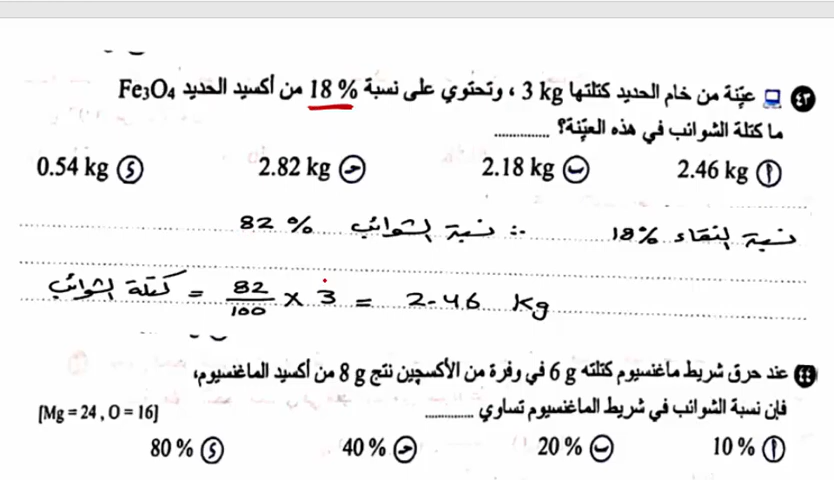 ٤٣ عيّنة من خام الحديد كتلتها 3 kg ، وتحتوي على نسبة % 18 من أكسيد الحديد Fe₃O₄
ما كتلة الشوائب في هذه العيّنة؟ ............
أ 2.46 kg ب 2.18 kg ج 2.82 kg د 0.54 kg
نسبة النقاء 18% ∴ نسبة الشوائب 82 %
كتلة الشوائب = 82/100 × 3 = 2.46 kg
٤٤ عند حرق شريط ماغنسيوم كتلته 6 g في وفرة من الأكسچين نتج 8 g من أكسيد الماغنسيوم،
فإن نسبة الشوائب في شريط الماغنسيوم تساوي ............ [Mg = 24 , O = 16]
أ 10 % ب 20 % ج 40 % د 80 %